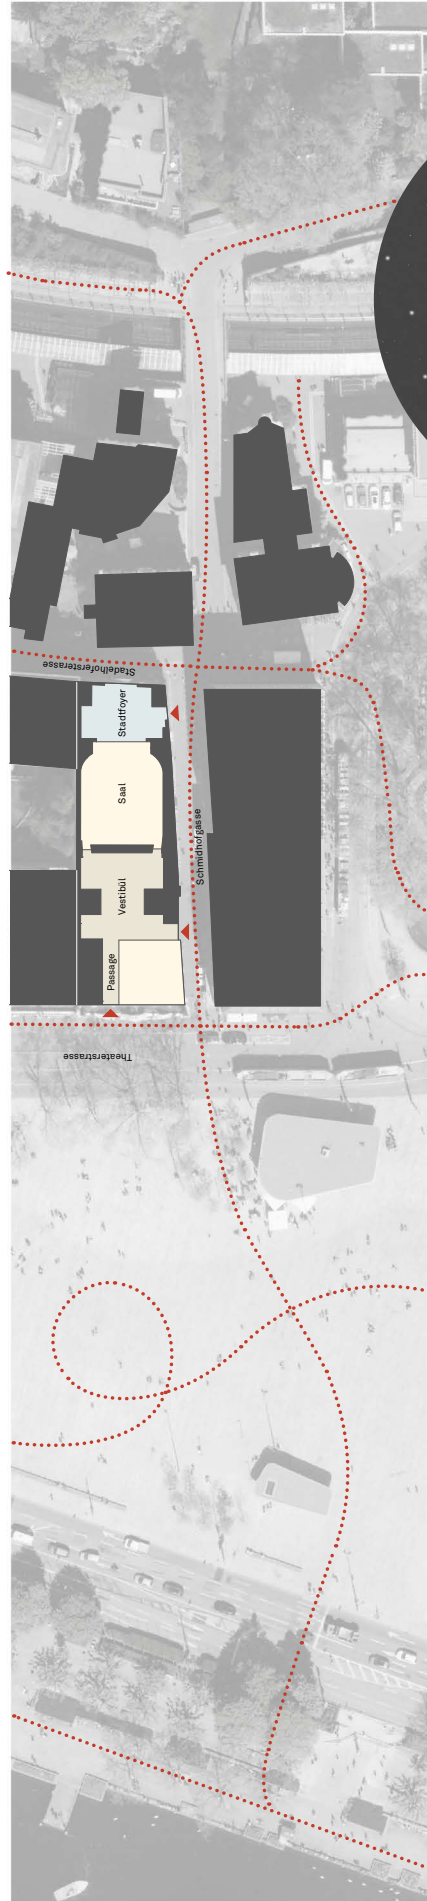 Stadelhoferstrasse
Stadtfoyer
Saal
Schmidhofgasse
Vestibül
Passage
Theaterstrasse